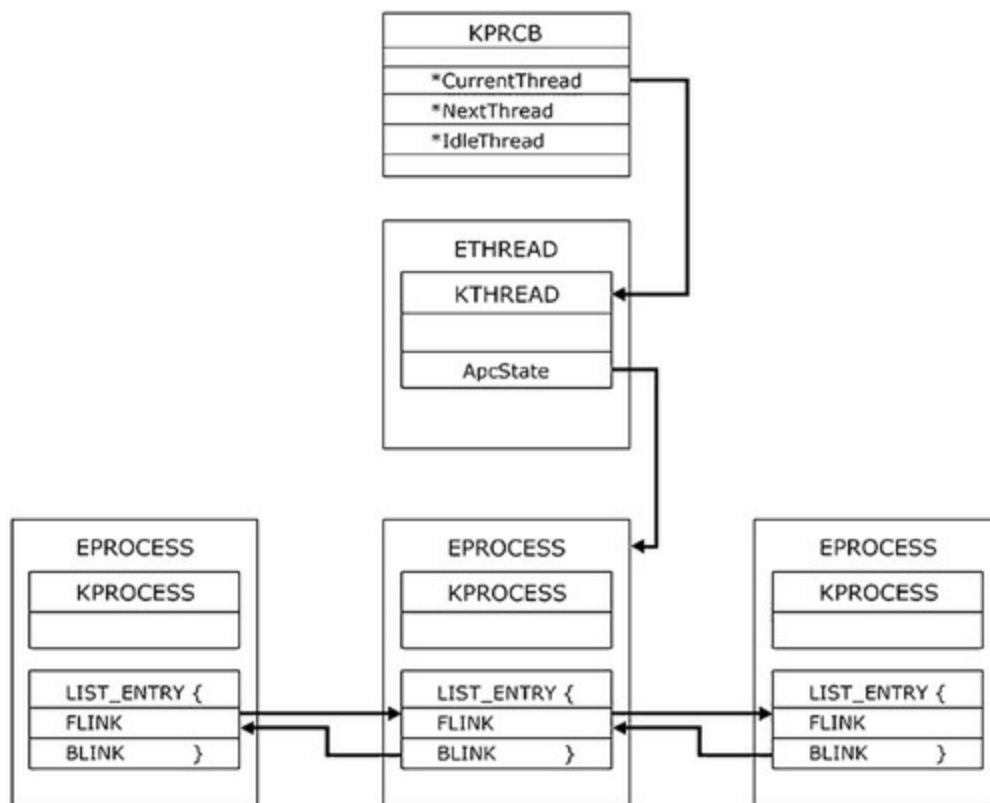 KPRCB
*CurrentThread
*NextThread
*IdleThread
ETHREAD
KTHREAD
ApcState
EPROCESS
KPROCESS
LIST_ENTRY {
FLINK
BLINK }
EPROCESS
KPROCESS
LIST_ENTRY {
FLINK
BLINK }
EPROCESS
KPROCESS
LIST_ENTRY {
FLINK
BLINK }